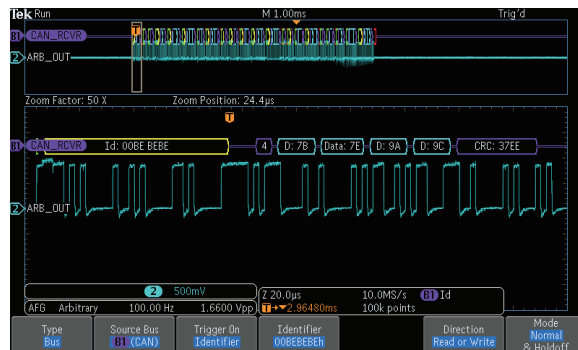 Tek Run M 1.00ms Trig'd
B1 CAN_RCVR
2 ARB_OUT
Zoom Factor: 50 X Zoom Position: 24.4µs
T
B1 CAN_RCVR Id: 00BE BEBE 4 D: 7B Data: 7E D: 9A D: 9C CRC: 37EE
2 ARB_OUT
2 500mV
Z 20.0µs 10.0MS/s B1 Id
AFG Arbitrary 100.00 Hz 1.6600 Vpp T→▼2.96480ms 100k points
Type Source Bus Trigger On Identifier Direction Mode
Bus B1 (CAN) Identifier 00BEBEBEh Read or Write Normal
& Holdoff